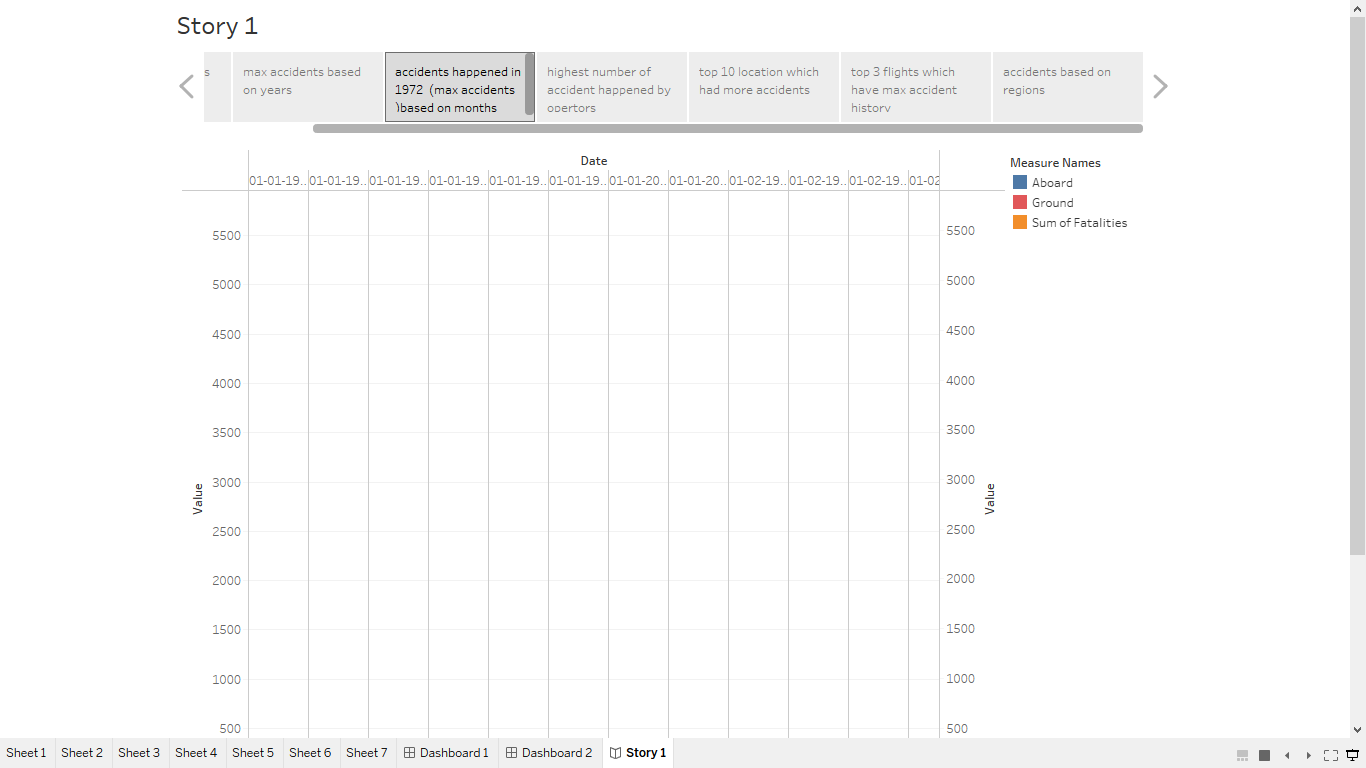 Story 1
s
max accidents based
on years
accidents happened in
1972  (max accidents
)based on months
highest number of
accident happened by
opertors
top 10 location which
had more accidents
top 3 flights which
have max accident
history
accidents based on
regions
Date
01-01-19.. 01-01-19.. 01-01-19.. 01-01-19.. 01-01-19.. 01-01-19.. 01-01-20.. 01-01-20.. 01-02-19.. 01-02-19.. 01-02-19.. 01-02
Measure Names
Aboard
Ground
Sum of Fatalities
5500 5500
5000 5000
4500 4500
4000 4000
3500 3500
3000 3000
Value Value
2500 2500
2000 2000
1500 1500
1000 1000
500 500
Sheet 1 Sheet 2 Sheet 3 Sheet 4 Sheet 5 Sheet 6 Sheet 7 Dashboard 1 Dashboard 2 Story 1